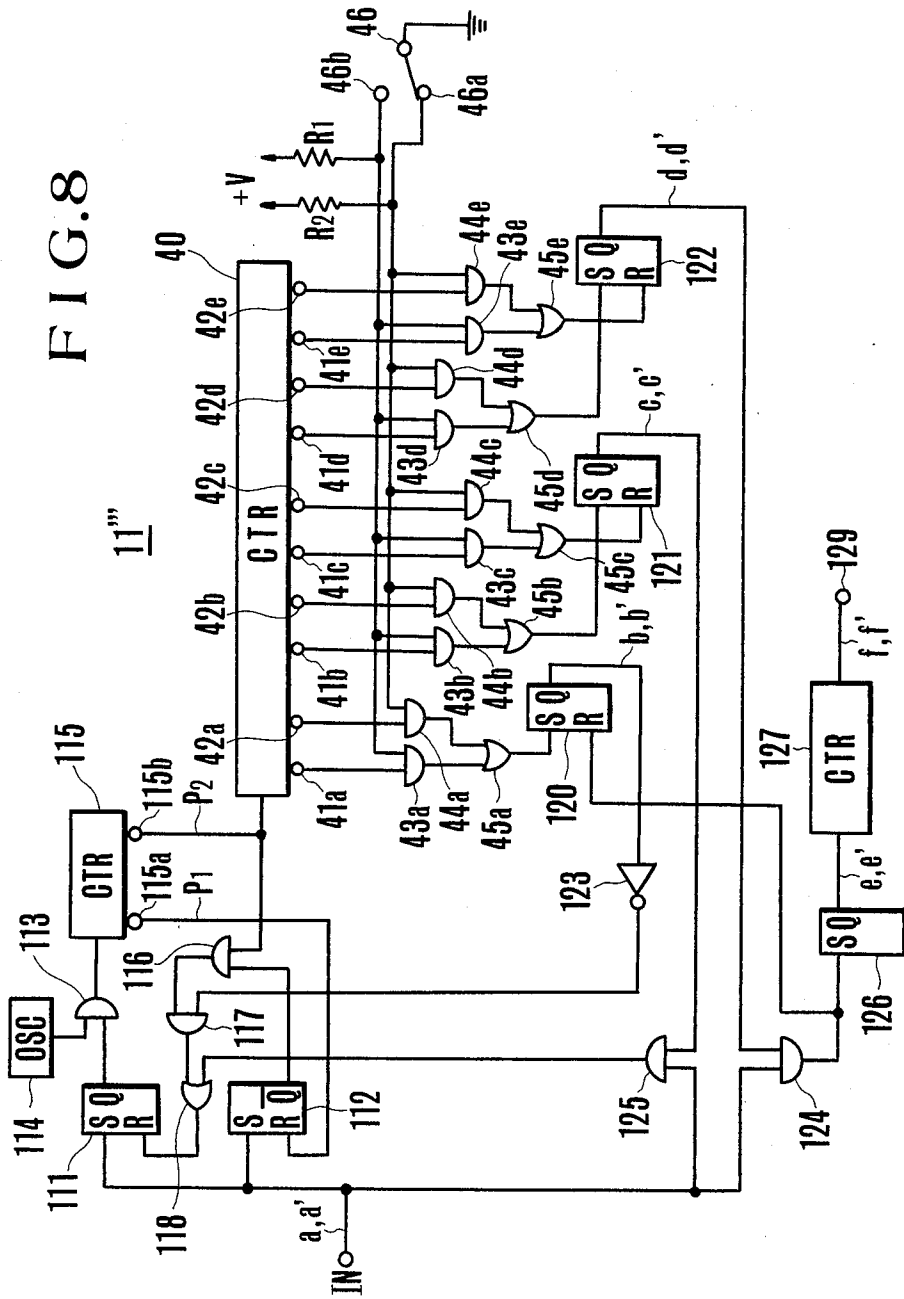 FIG.8
11'''
114
OSC
113
115
CTR
115a
115b
P1
P2
111
S Q
R
118
117
116
112
S
R Q̅
IN
a,a'
40
CTR
41a
42a
41b
42b
41c
42c
41d
42d
41e
42e
+V
R2
R1
46b
46
46a
43a
44a
45a
43b
44b
45b
43c
44c
45c
43d
44d
45d
44e
43e
45e
S Q
R
120
b,b'
S Q
R
121
c,c'
S Q
R
122
d,d'
123
125
124
S Q
126
e,e'
127
CTR
f,f'
129